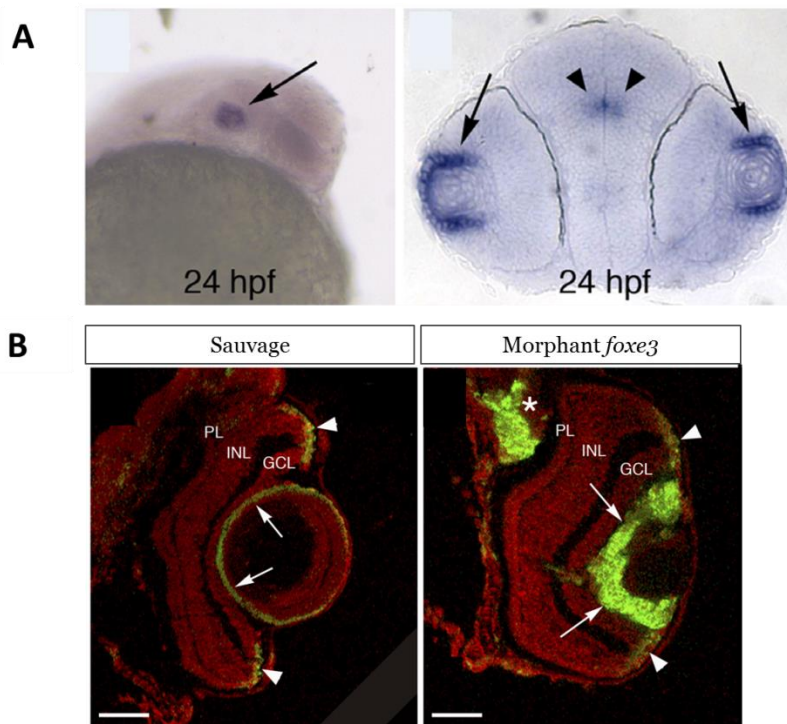 A
24 hpf
24 hpf
B
Sauvage
Morphant foxe3
PL
INL
GCL
*
PL
INL
GCL